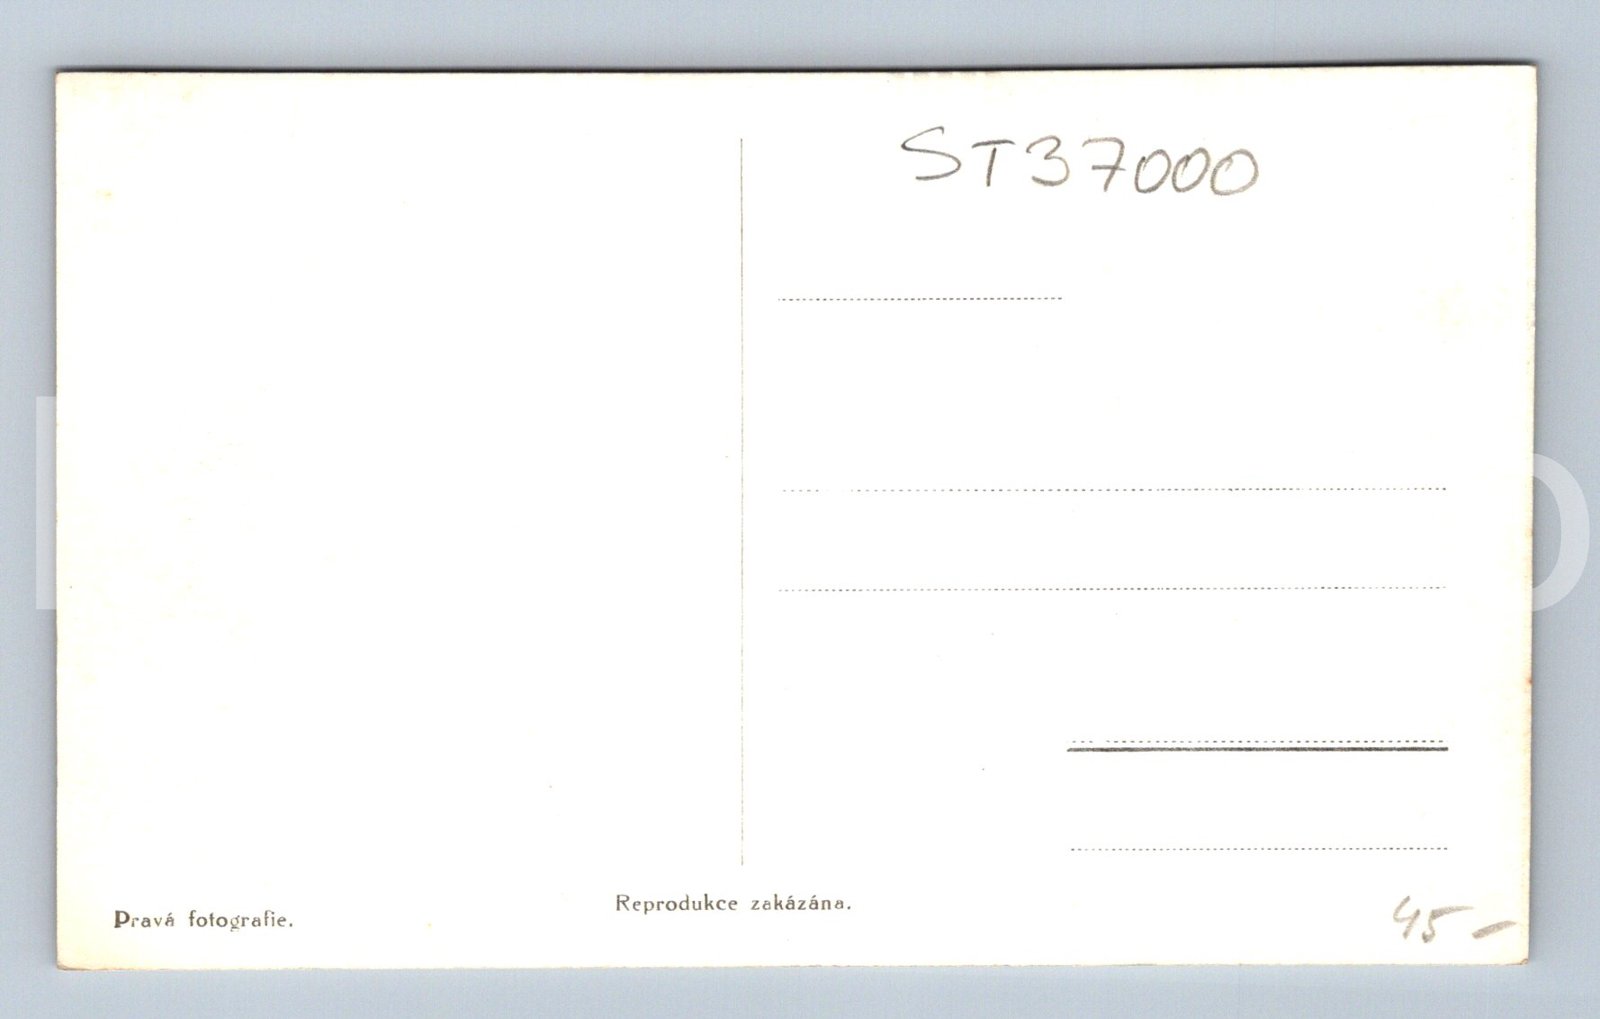 ST37000
Reprodukce zakázána.
Pravá fotografie.
45 -